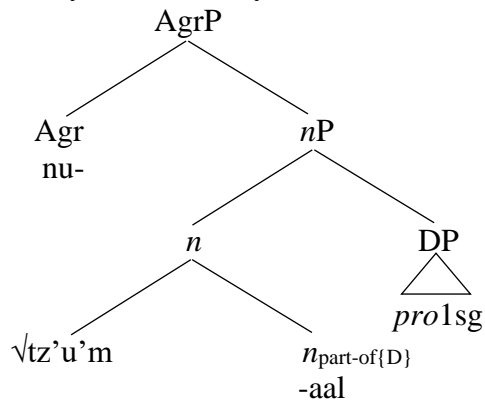 AgrP
Agr nP
nu-
n DP
pro1sg
√tz’u’m npart-of{D}
-aal